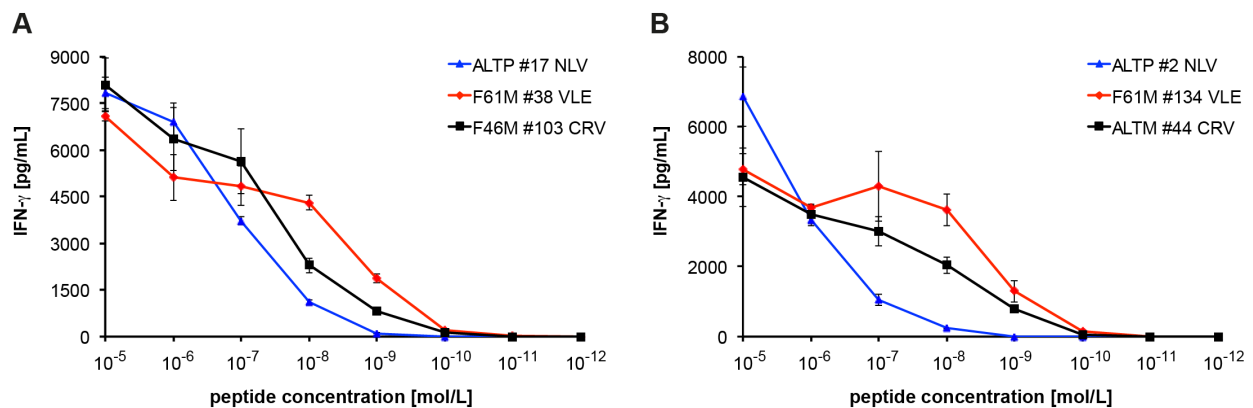 A
IFN-γ [pg/mL]
9000
7500
6000
4500
3000
1500
0
10⁻⁵ 10⁻⁶ 10⁻⁷ 10⁻⁸ 10⁻⁹ 10⁻¹⁰ 10⁻¹¹ 10⁻¹²
peptide concentration [mol/L]
ALTP #17 NLV
F61M #38 VLE
F46M #103 CRV
B
IFN-γ [pg/mL]
8000
6000
4000
2000
0
10⁻⁵ 10⁻⁶ 10⁻⁷ 10⁻⁸ 10⁻⁹ 10⁻¹⁰ 10⁻¹¹ 10⁻¹²
peptide concentration [mol/L]
ALTP #2 NLV
F61M #134 VLE
ALTM #44 CRV